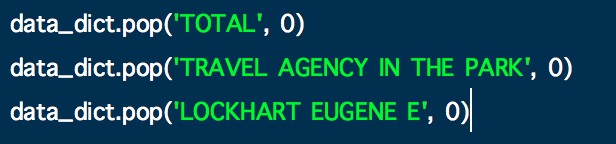 data_dict.pop('TOTAL', 0)
data_dict.pop('TRAVEL AGENCY IN THE PARK', 0)
data_dict.pop('LOCKHART EUGENE E', 0)